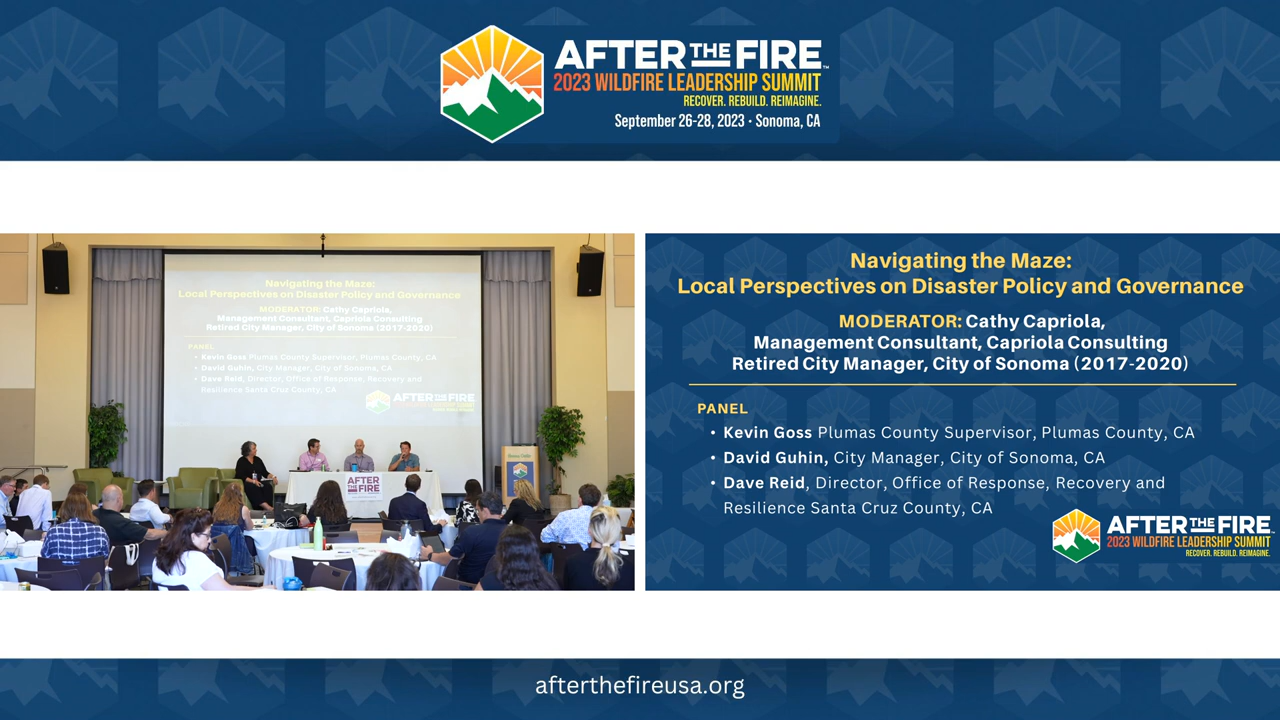 AFTER THE FIRE™
2023 WILDFIRE LEADERSHIP SUMMIT
RECOVER. REBUILD. REIMAGINE.
September 26-28, 2023 • Sonoma, CA
Navigating the Maze:
Local Perspectives on Disaster Policy and Governance
MODERATOR: Cathy Capriola,
Management Consultant, Capriola Consulting
Retired City Manager, City of Sonoma (2017-2020)
PANEL
• Kevin Goss Plumas County Supervisor, Plumas County, CA
• David Guhin, City Manager, City of Sonoma, CA
• Dave Reid, Director, Office of Response, Recovery and
Resilience Santa Cruz County, CA
AFTER THE FIRE
AFTER
THE
FIRE
Navigating the Maze:
Local Perspectives on Disaster Policy and Governance
MODERATOR: Cathy Capriola,
Management Consultant, Capriola Consulting
Retired City Manager, City of Sonoma (2017-2020)
PANEL
• Kevin Goss Plumas County Supervisor, Plumas County, CA
• David Guhin, City Manager, City of Sonoma, CA
• Dave Reid, Director, Office of Response, Recovery and
Resilience Santa Cruz County, CA
AFTER THE FIRE
2023 WILDFIRE LEADERSHIP SUMMIT
RECOVER. REBUILD. REIMAGINE.
afterthefireusa.org